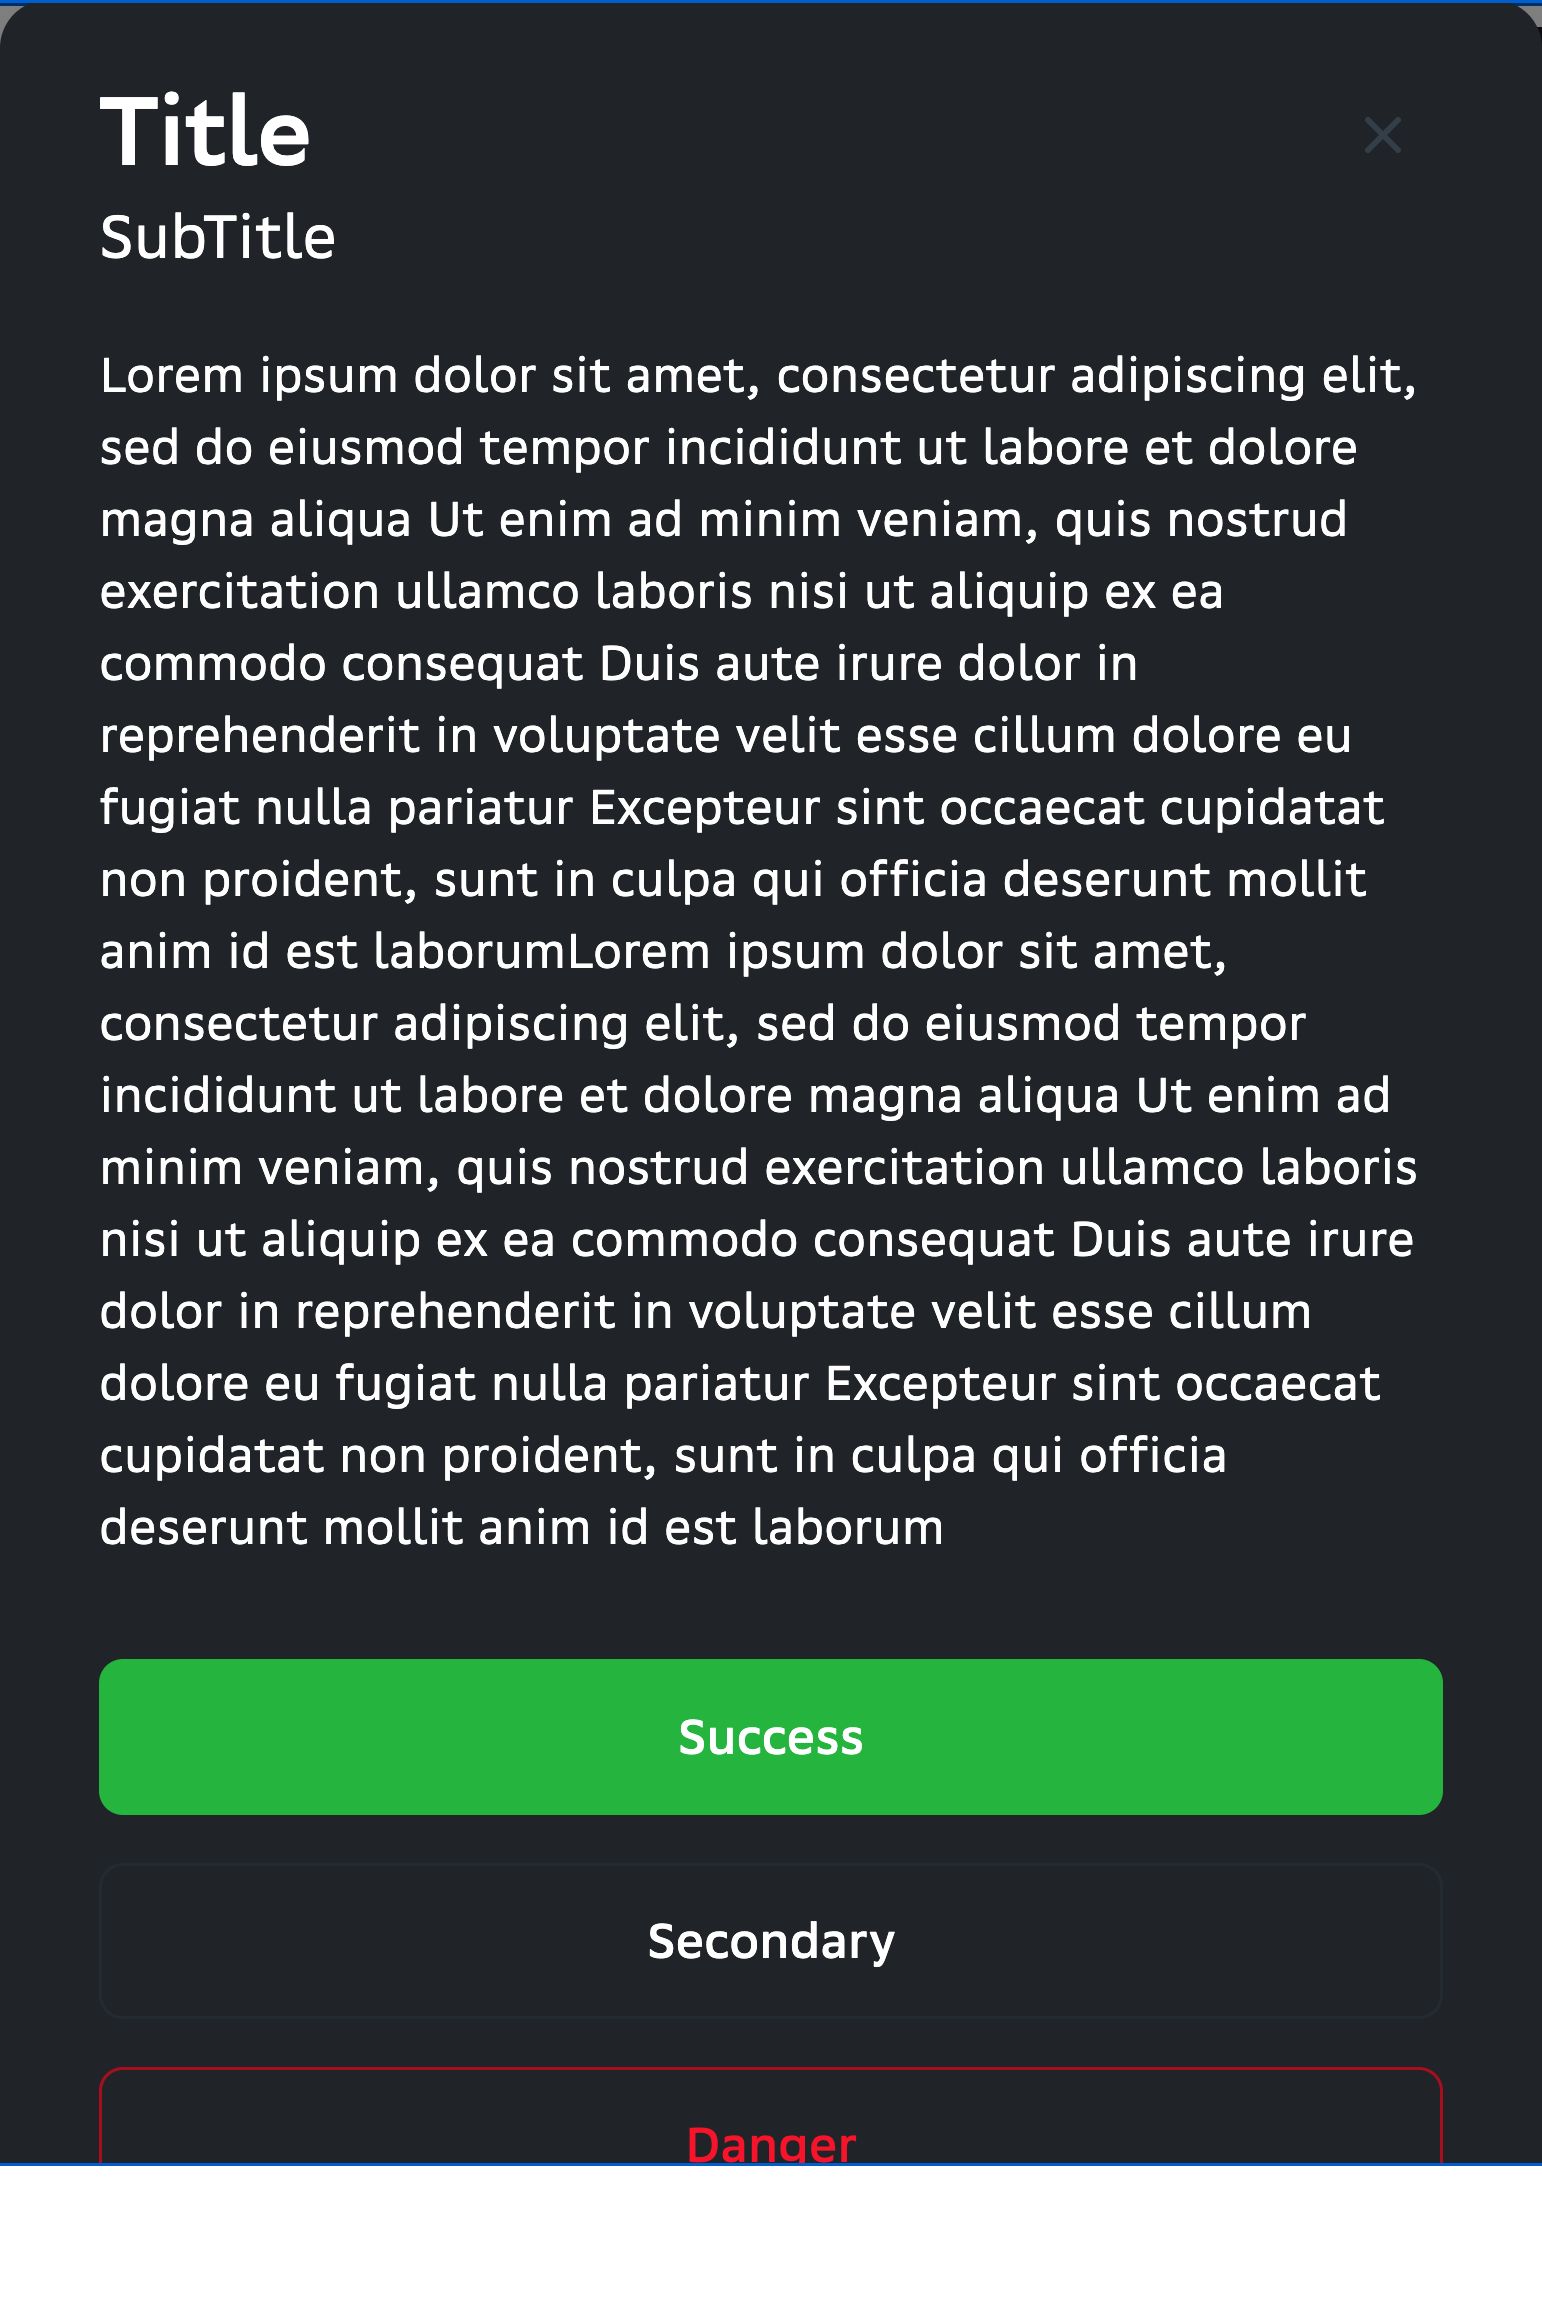 Title
SubTitle
Lorem ipsum dolor sit amet, consectetur adipiscing elit,
sed do eiusmod tempor incididunt ut labore et dolore
magna aliqua Ut enim ad minim veniam, quis nostrud
exercitation ullamco laboris nisi ut aliquip ex ea
commodo consequat Duis aute irure dolor in
reprehenderit in voluptate velit esse cillum dolore eu
fugiat nulla pariatur Excepteur sint occaecat cupidatat
non proident, sunt in culpa qui officia deserunt mollit
anim id est laborumLorem ipsum dolor sit amet,
consectetur adipiscing elit, sed do eiusmod tempor
incididunt ut labore et dolore magna aliqua Ut enim ad
minim veniam, quis nostrud exercitation ullamco laboris
nisi ut aliquip ex ea commodo consequat Duis aute irure
dolor in reprehenderit in voluptate velit esse cillum
dolore eu fugiat nulla pariatur Excepteur sint occaecat
cupidatat non proident, sunt in culpa qui officia
deserunt mollit anim id est laborum
Success
Secondary
Danger